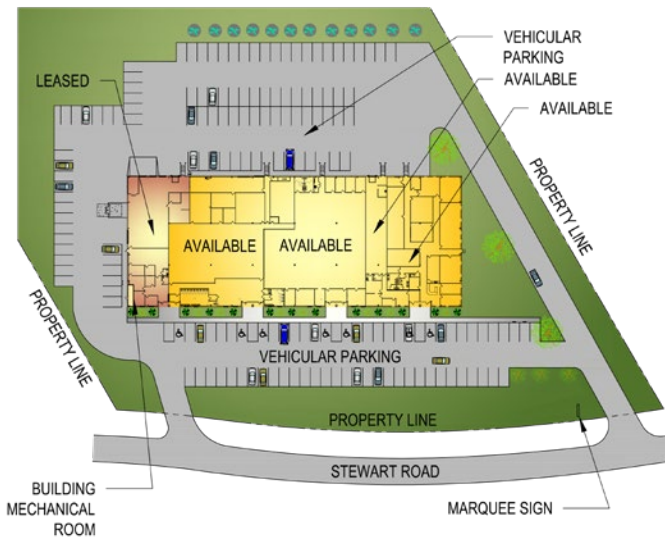 VEHICULAR
PARKING
LEASED
AVAILABLE
AVAILABLE
PROPERTY LINE
AVAILABLE
AVAILABLE
PROPERTY LINE
VEHICULAR PARKING
PROPERTY LINE
STEWART ROAD
BUILDING
MECHANICAL
ROOM
MARQUEE SIGN